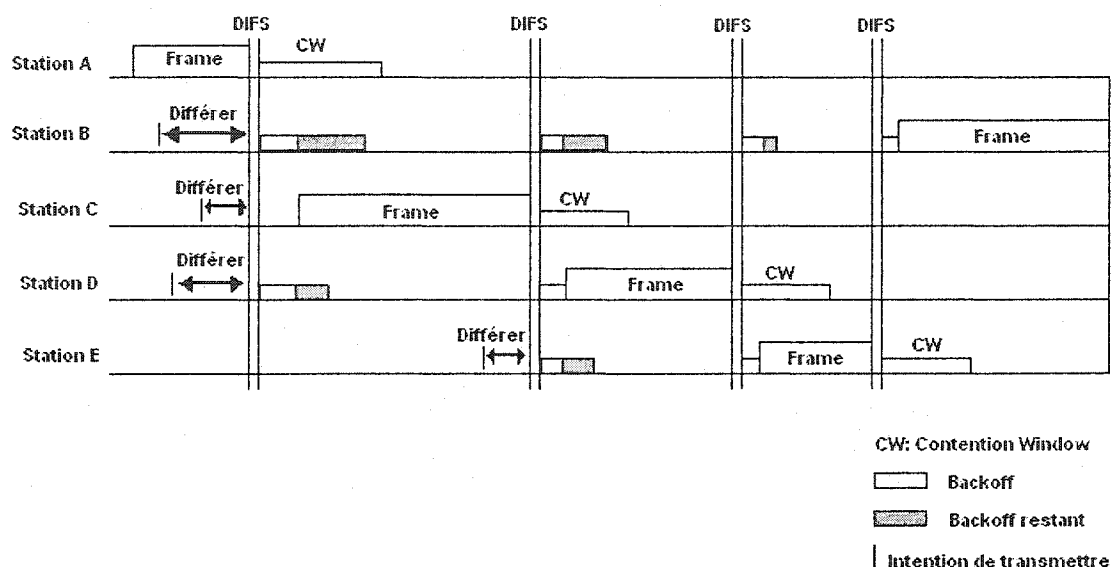 DIFS DIFS DIFS DIFS
Station A Frame CW
Différer
Station B Frame
Différer
Station C Frame CW
Différer
Station D Frame CW
Différer
Station E Frame CW
CW: Contention Window
Backoff
Backoff restant
Intention de transmettre